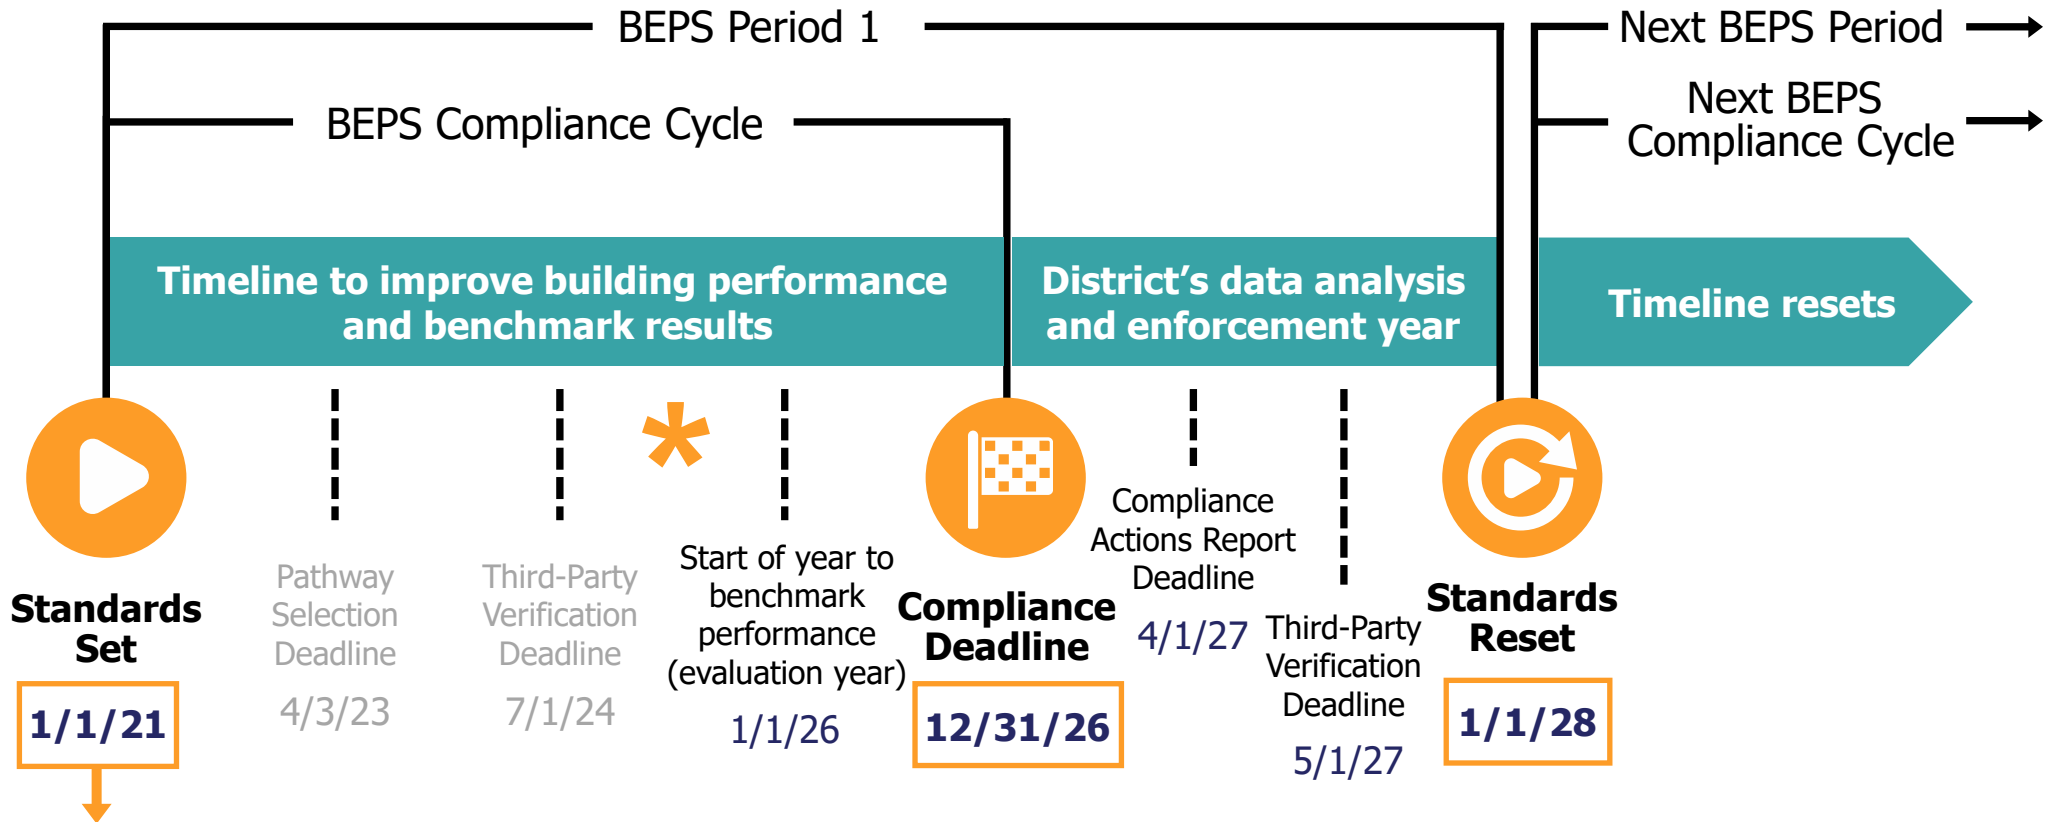 BEPS Period 1
Next BEPS Period
BEPS Compliance Cycle
Next BEPS
Compliance Cycle
Timeline to improve building performance
and benchmark results
District’s data analysis
and enforcement year
Timeline resets
*
Standards
Set
1/1/21
Pathway
Selection
Deadline
4/3/23
Third-Party
Verification
Deadline
7/1/24
Start of year to
benchmark
performance
(evaluation year)
1/1/26
Compliance
Deadline
12/31/26
Compliance
Actions Report
Deadline
4/1/27
Third-Party
Verification
Deadline
5/1/27
Standards
Reset
1/1/28